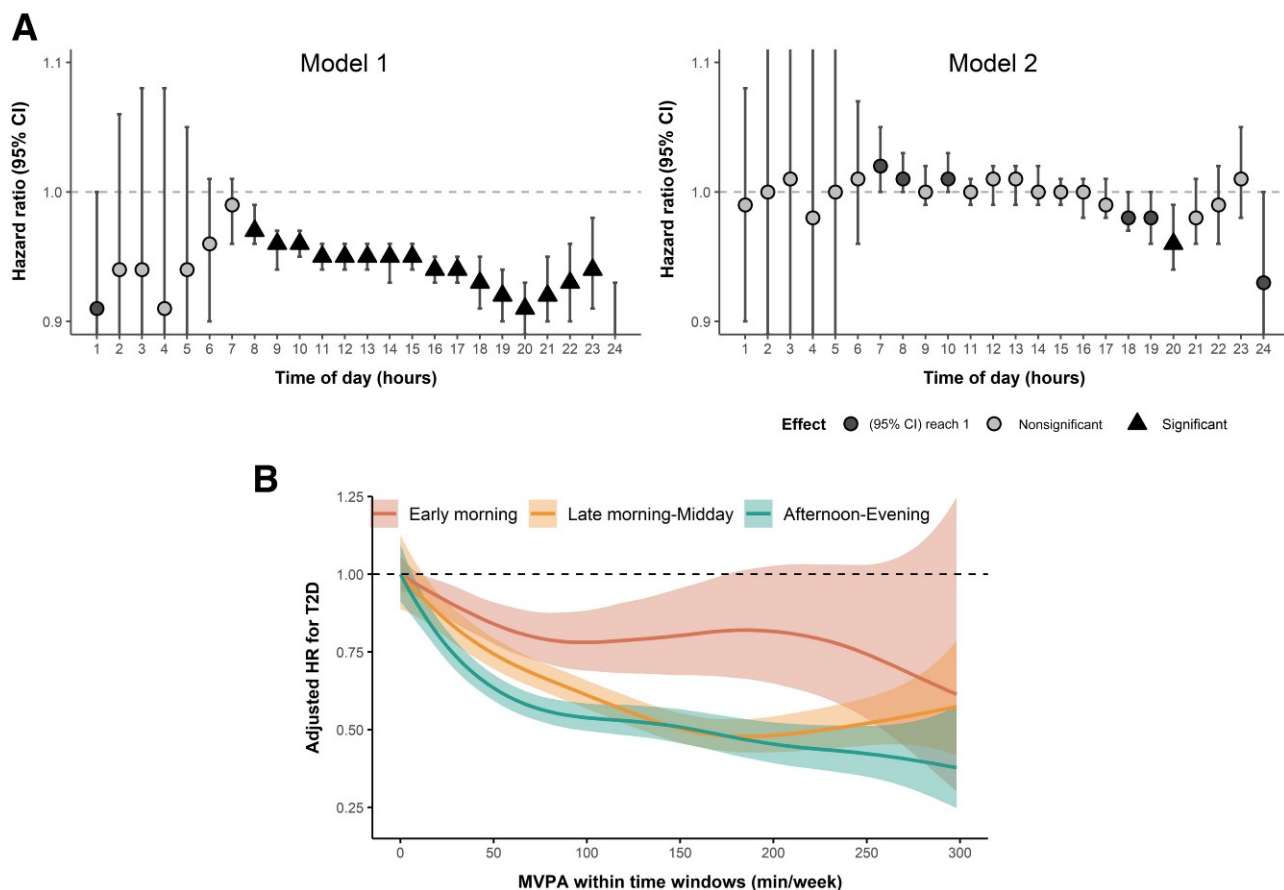 A
Model 1
Hazard ratio (95% CI)
1.1
1.0
0.9
1 2 3 4 5 6 7 8 9 10 11 12 13 14 15 16 17 18 19 20 21 22 23 24
Time of day (hours)
Model 2
Hazard ratio (95% CI)
1.1
1.0
0.9
1 2 3 4 5 6 7 8 9 10 11 12 13 14 15 16 17 18 19 20 21 22 23 24
Time of day (hours)
Effect (95% CI) reach 1 Nonsignificant Significant
B
Early morning Late morning-Midday Afternoon-Evening
Adjusted HR for T2D
1.25
1.00
0.75
0.50
0.25
0 50 100 150 200 250 300
MVPA within time windows (min/week)